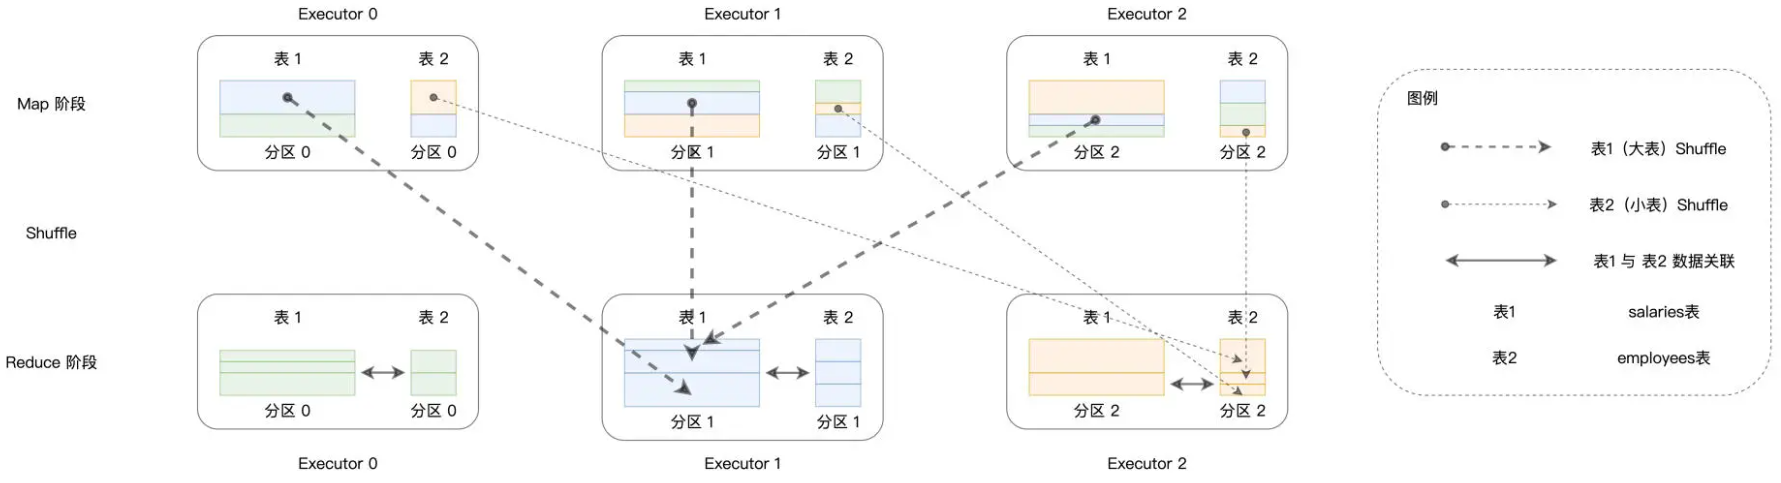 Executor 0
Executor 1
Executor 2
表 1
表 2
表 1
表 2
表 1
表 2
Map 阶段
分区 0
分区 0
分区 1
分区 1
分区 2
分区 2
Shuffle
表 1
表 2
表 1
表 2
表 1
表 2
Reduce 阶段
分区 0
分区 0
分区 1
分区 1
分区 2
分区 2
Executor 0
Executor 1
Executor 2
图例
表1（大表）Shuffle
表2（小表）Shuffle
表1 与 表2 数据关联
表1
salaries表
表2
employees表